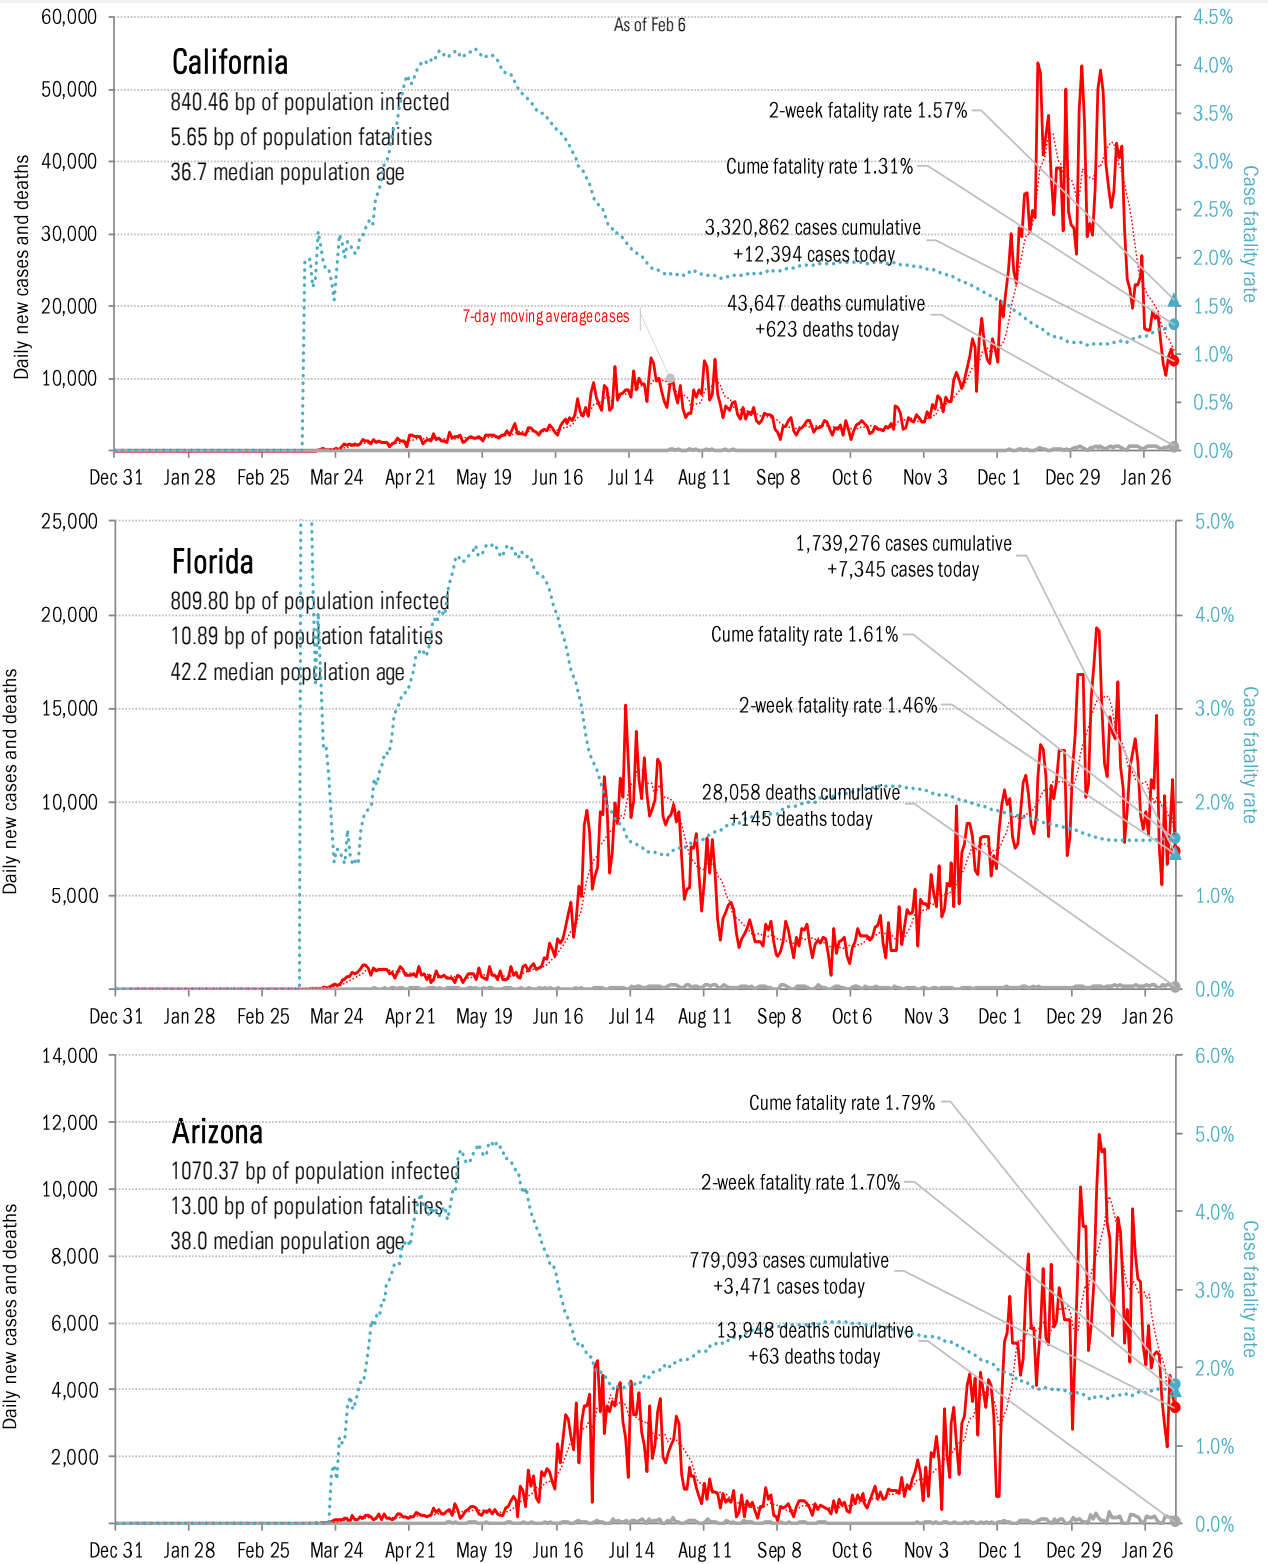 As of Feb 6
60,000
50,000
40,000
30,000
20,000
10,000
Daily new cases and deaths
California
840.46 bp of population infected
5.65 bp of population fatalities
36.7 median population age
2-week fatality rate 1.57%
Cume fatality rate 1.31%
3,320,862 cases cumulative
+12,394 cases today
43,647 deaths cumulative
+623 deaths today
7-day moving average cases
4.5%
4.0%
3.5%
3.0%
2.5%
2.0%
1.5%
1.0%
0.5%
0.0%
Case fatality rate
Dec 31 Jan 28 Feb 25 Mar 24 Apr 21 May 19 Jun 16 Jul 14 Aug 11 Sep 8 Oct 6 Nov 3 Dec 1 Dec 29 Jan 26
25,000
20,000
15,000
10,000
5,000
Daily new cases and deaths
Florida
809.80 bp of population infected
10.89 bp of population fatalities
42.2 median population age
1,739,276 cases cumulative
+7,345 cases today
Cume fatality rate 1.61%
2-week fatality rate 1.46%
28,058 deaths cumulative
+145 deaths today
5.0%
4.0%
3.0%
2.0%
1.0%
0.0%
Case fatality rate
Dec 31 Jan 28 Feb 25 Mar 24 Apr 21 May 19 Jun 16 Jul 14 Aug 11 Sep 8 Oct 6 Nov 3 Dec 1 Dec 29 Jan 26
14,000
12,000
10,000
8,000
6,000
4,000
2,000
Daily new cases and deaths
Arizona
1070.37 bp of population infected
13.00 bp of population fatalities
38.0 median population age
Cume fatality rate 1.79%
2-week fatality rate 1.70%
779,093 cases cumulative
+3,471 cases today
13,948 deaths cumulative
+63 deaths today
6.0%
5.0%
4.0%
3.0%
2.0%
1.0%
0.0%
Case fatality rate
Dec 31 Jan 28 Feb 25 Mar 24 Apr 21 May 19 Jun 16 Jul 14 Aug 11 Sep 8 Oct 6 Nov 3 Dec 1 Dec 29 Jan 26